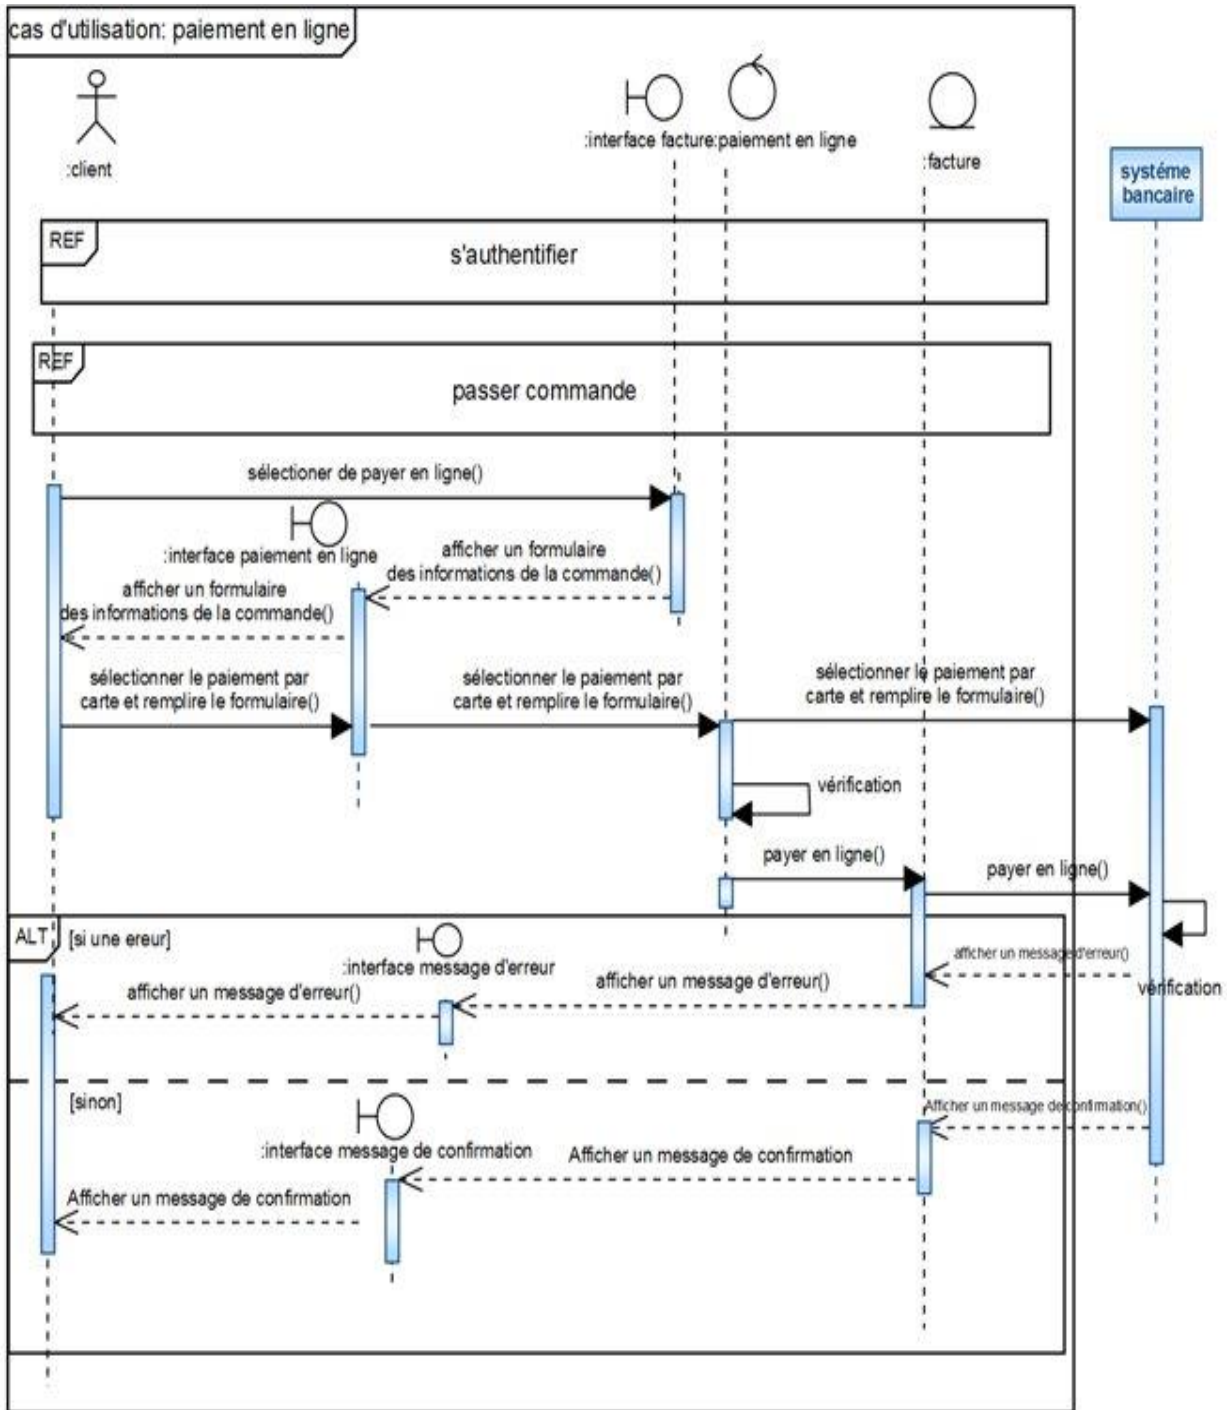 cas d'utilisation: paiement en ligne
:client
:interface facture
:paiement en ligne
:facture
systéme
bancaire
REF
s'authentifier
REF
passer commande
sélectioner de payer en ligne()
:interface paiement en ligne
afficher un formulaire
des informations de la commande()
afficher un formulaire
des informations de la commande()
sélectionner le paiement par
carte et remplire le formulaire()
sélectionner le paiement par
carte et remplire le formulaire()
sélectionner le paiement par
carte et remplire le formulaire()
vérification
payer en ligne()
payer en ligne()
ALT
[si une ereur]
:interface message d'erreur
afficher un message d'erreur()
afficher un message d'erreur()
afficher un message d'erreur()
vérification
[sinon]
:interface message de confirmation
Afficher un message de confirmation()
Afficher un message de confirmation
Afficher un message de confirmation